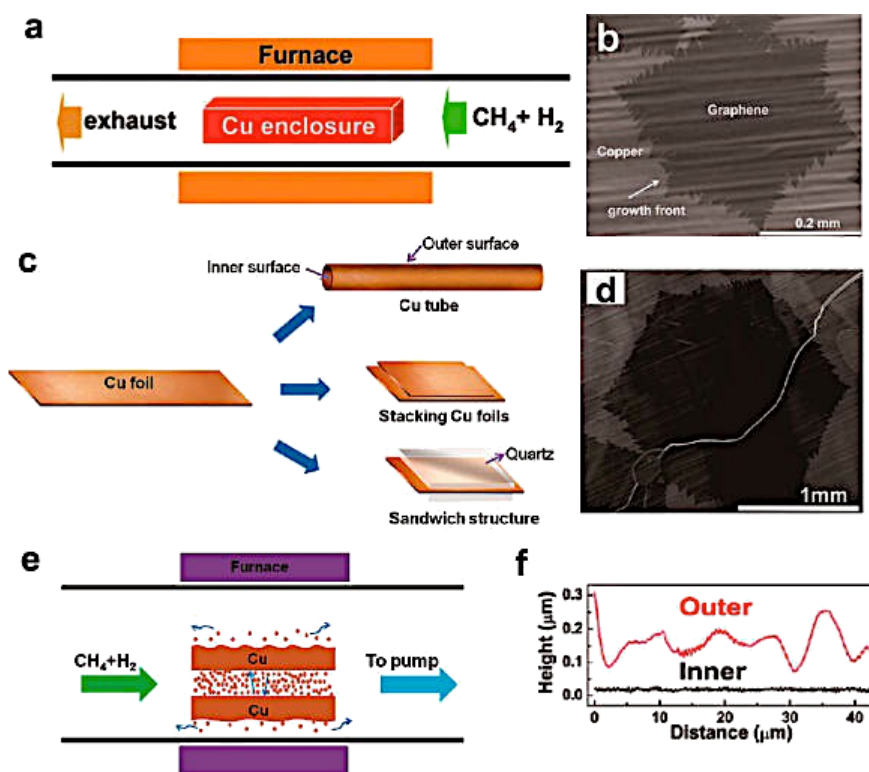 a
Furnace
exhaust
Cu enclosure
CH₄+ H₂
b
Graphene
Copper
growth front
0.2 mm
c
Outer surface
Inner surface
Cu tube
Cu foil
Stacking Cu foils
Quartz
Sandwich structure
d
1mm
e
Furnace
CH₄+H₂
Cu
To pump
Cu
f
Height (μm)
0.3
0.2
0.1
0.0
Outer
Inner
0 10 20 30 40
Distance (μm)